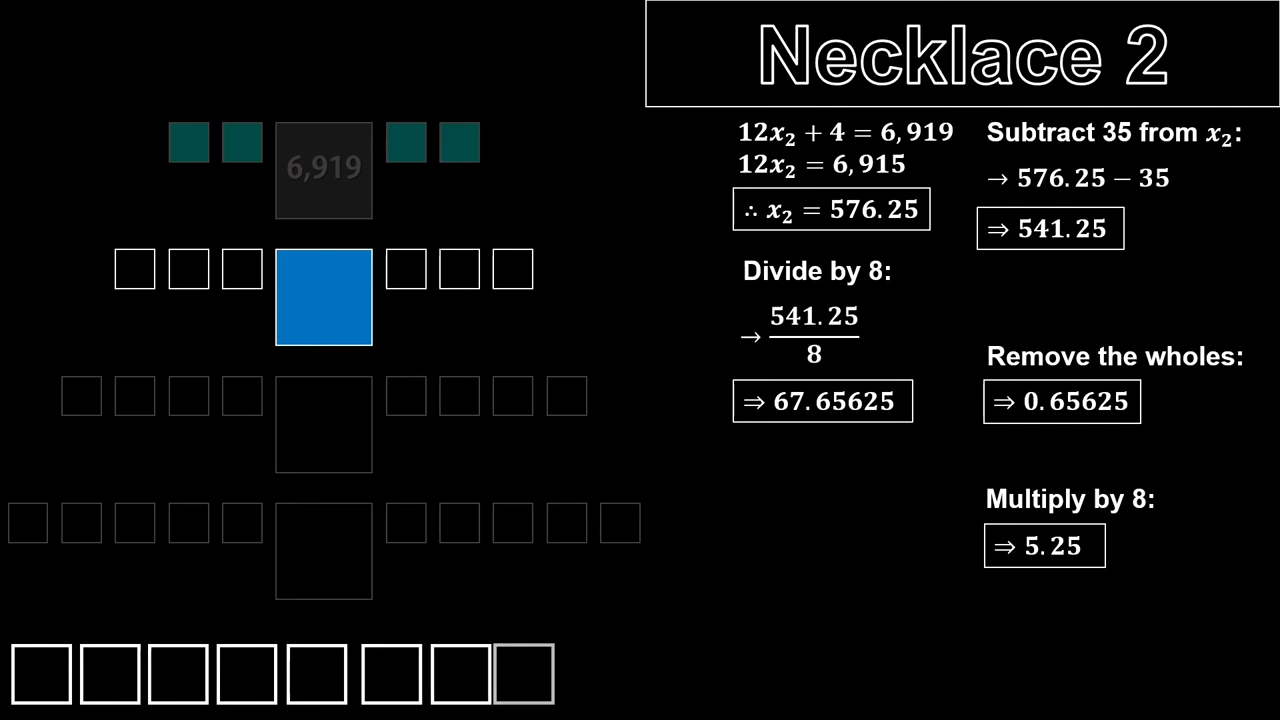 Necklace 2
6,919
12x₂ + 4 = 6,919
12x₂ = 6,915
∴ x₂ = 576.25
Divide by 8:
→ 541.25
8
⇒ 67.65625
Subtract 35 from x₂:
→ 576.25 − 35
⇒ 541.25
Remove the wholes:
⇒ 0.65625
Multiply by 8:
⇒ 5.25